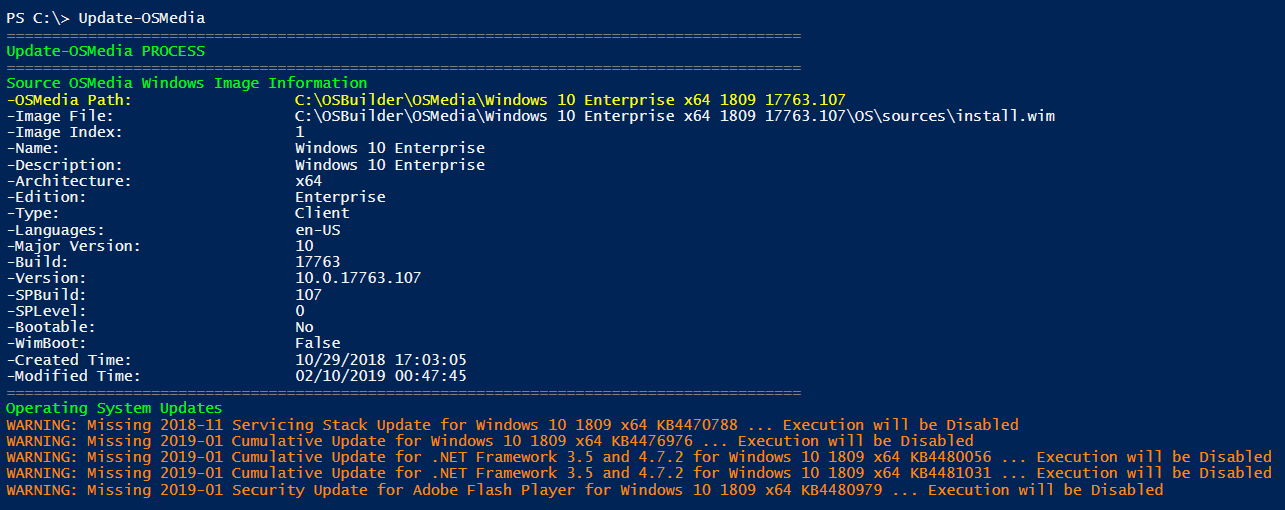 PS C:\> Update-OSMedia
========================================================================================
Update-OSMedia PROCESS
========================================================================================
Source OSMedia Windows Image Information
-OSMedia Path: C:\OSBuilder\OSMedia\Windows 10 Enterprise x64 1809 17763.107
-Image File: C:\OSBuilder\OSMedia\Windows 10 Enterprise x64 1809 17763.107\OS\sources\install.wim
-Image Index: 1
-Name: Windows 10 Enterprise
-Description: Windows 10 Enterprise
-Architecture: x64
-Edition: Enterprise
-Type: Client
-Languages: en-US
-Major Version: 10
-Build: 17763
-Version: 10.0.17763.107
-SPBuild: 107
-SPLevel: 0
-Bootable: No
-WimBoot: False
-Created Time: 10/29/2018 17:03:05
-Modified Time: 02/10/2019 00:47:45
========================================================================================
Operating System Updates
WARNING: Missing 2018-11 Servicing Stack Update for Windows 10 1809 x64 KB4470788 ... Execution will be Disabled
WARNING: Missing 2019-01 Cumulative Update for Windows 10 1809 x64 KB4476976 ... Execution will be Disabled
WARNING: Missing 2019-01 Cumulative Update for .NET Framework 3.5 and 4.7.2 for Windows 10 1809 x64 KB4480056 ... Execution will be Disabled
WARNING: Missing 2019-01 Cumulative Update for .NET Framework 3.5 and 4.7.2 for Windows 10 1809 x64 KB4481031 ... Execution will be Disabled
WARNING: Missing 2019-01 Security Update for Adobe Flash Player for Windows 10 1809 x64 KB4480979 ... Execution will be Disabled